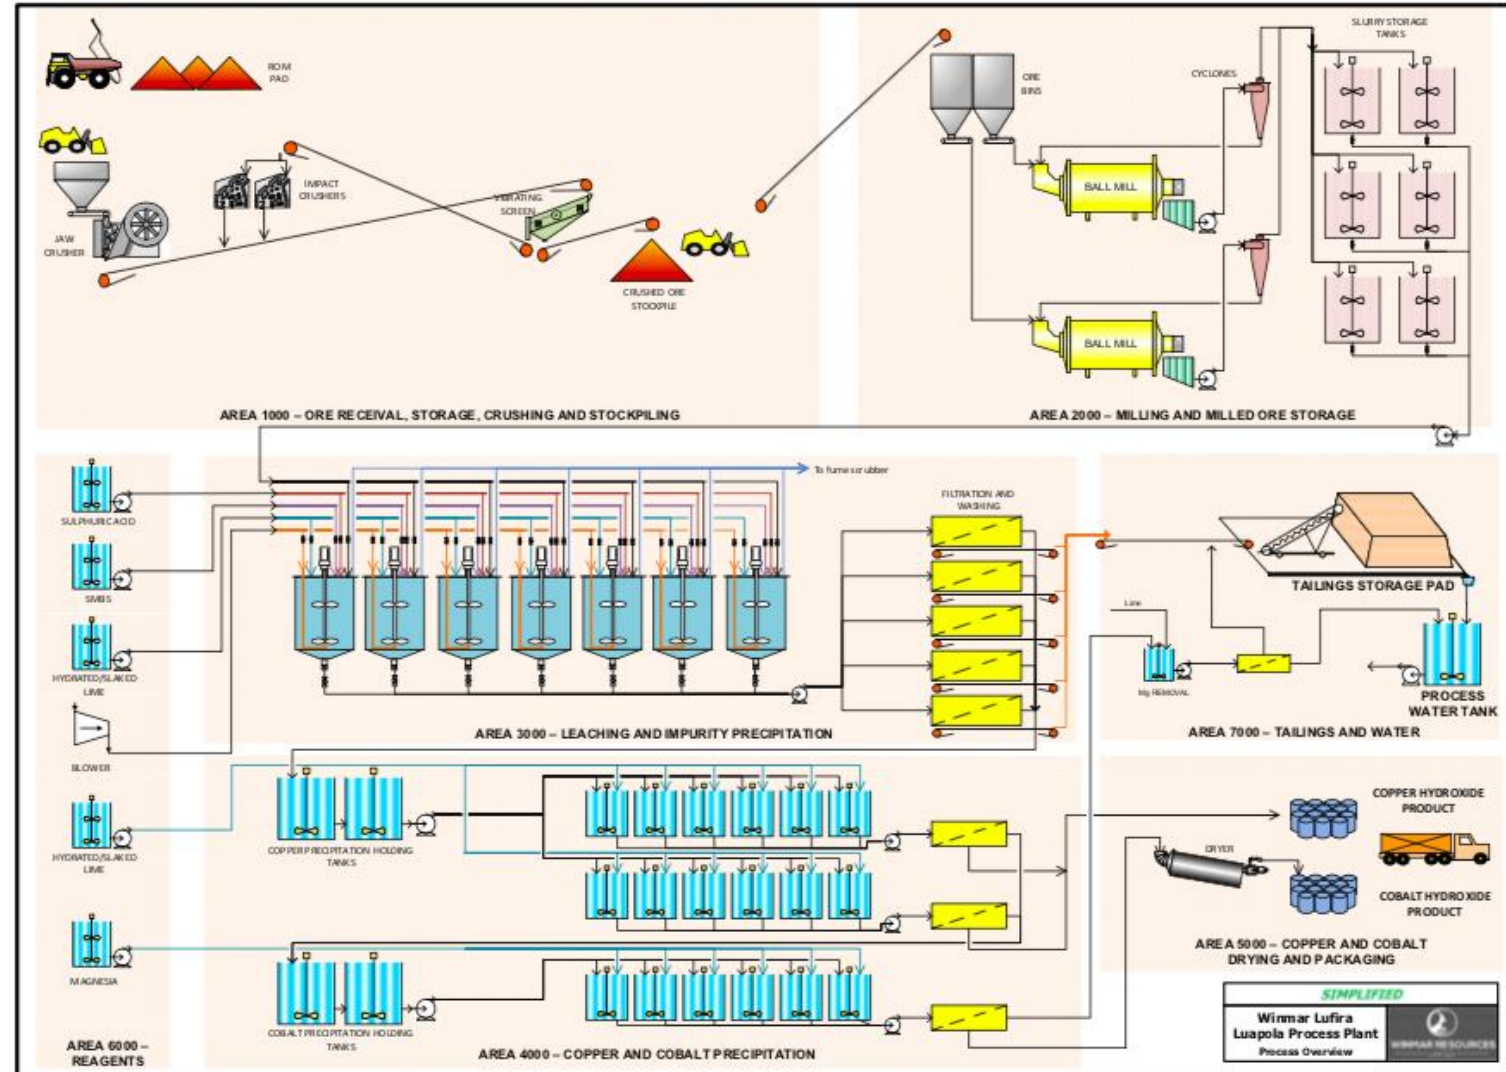 ROM
PAD
JAW
CRUSHER
IMPACT
CRUSHERS
VIBRATING
SCREEN
CRUSHED ORE
STOCKPILE
AREA 1000 – ORE RECEIVAL, STORAGE, CRUSHING AND STOCKPILING
ORE
BINS
CYCLONES
SLURRY STORAGE
TANKS
BALL MILL
BALL MILL
AREA 2000 – MILLING AND MILLED ORE STORAGE
SULPHURIC ACID
SMBS
HYDRATED/SLAKED
LIME
BLOWER
HYDRATED/SLAKED
LIME
MAGNESIA
AREA 6000 –
REAGENTS
To fume scrubber
FILTRATION AND
WASHING
AREA 3000 – LEACHING AND IMPURITY PRECIPITATION
TAILINGS STORAGE PAD
Lime
Mg REMOVAL
PROCESS
WATER TANK
AREA 7000 – TAILINGS AND WATER
COPPER PRECIPITATION HOLDING
TANKS
COBALT PRECIPITATION HOLDING
TANKS
AREA 4000 – COPPER AND COBALT PRECIPITATION
COPPER HYDROXIDE
PRODUCT
DRYER
COBALT HYDROXIDE
PRODUCT
AREA 5000 – COPPER AND COBALT
DRYING AND PACKAGING
SIMPLIFIED
Winmar Lufira
Luapola Process Plant
Process Overview
WINMAR RESOURCES